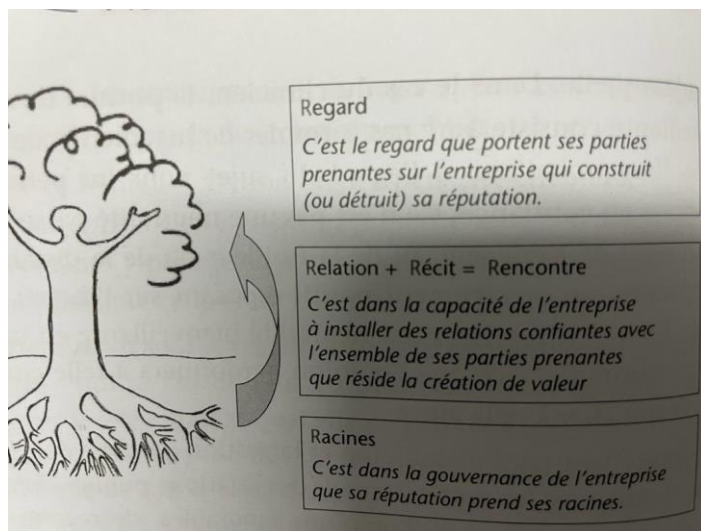 Regard
C'est le regard que portent ses parties
prenantes sur l'entreprise qui construit
(ou détruit) sa réputation.
Relation + Récit = Rencontre
C'est dans la capacité de l'entreprise
à installer des relations confiantes avec
l'ensemble de ses parties prenantes
que réside la création de valeur
Racines
C'est dans la gouvernance de l'entreprise
que sa réputation prend ses racines.